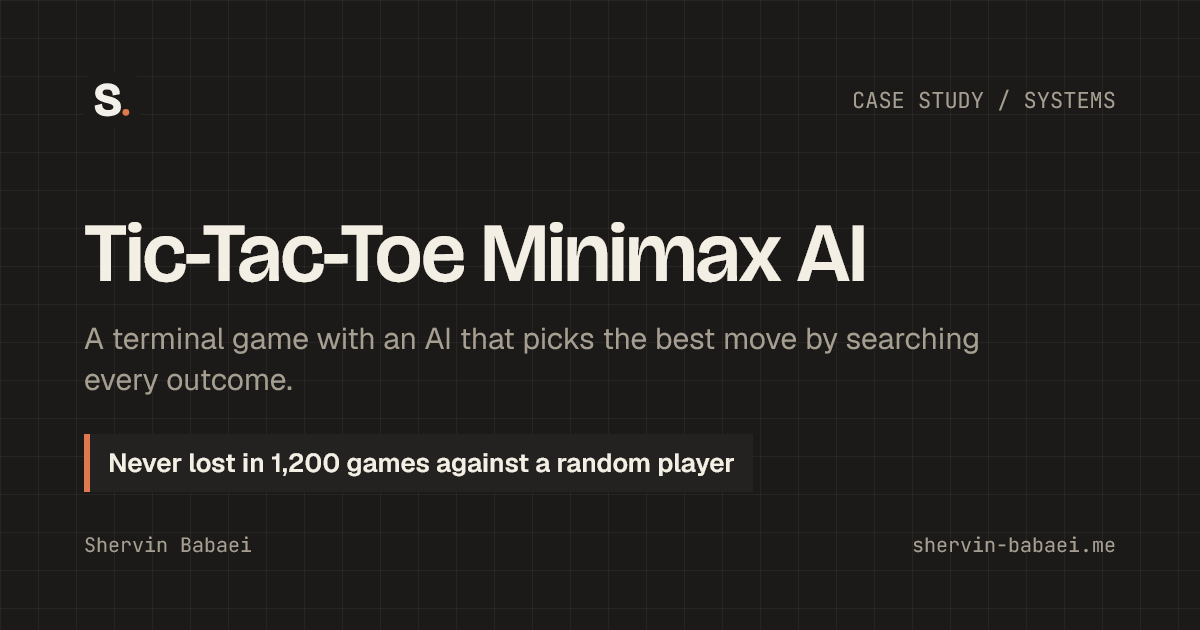 S.
CASE STUDY / SYSTEMS
Tic-Tac-Toe Minimax AI
A terminal game with an AI that picks the best move by searching
every outcome.
Never lost in 1,200 games against a random player
Shervin Babaei
shervin-babaei.me